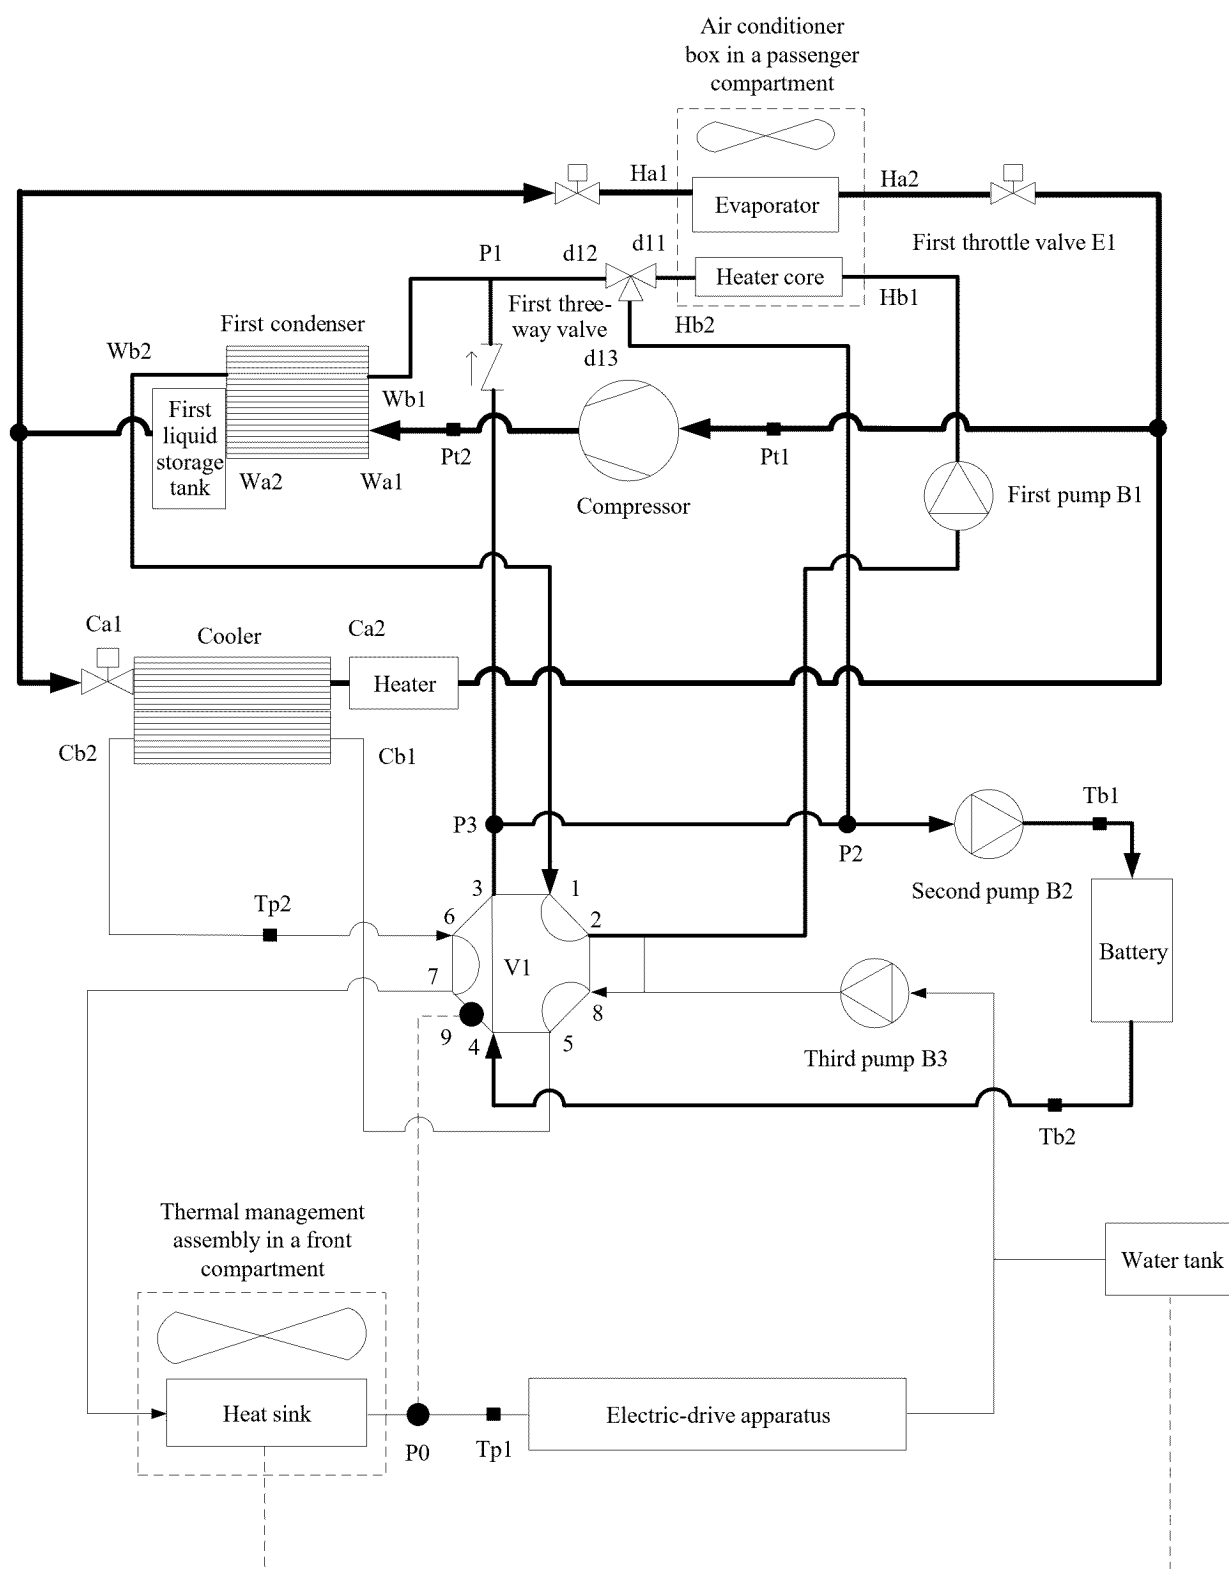 Air conditioner
box in a passenger
compartment
Ha1
Evaporator
Ha2
First throttle valve E1
P1
d12
d11
Heater core
Hb1
First three-
way valve
Hb2
d13
First condenser
Wb2
Wb1
First
liquid
storage
tank
Wa2
Wa1
Pt2
Compressor
Pt1
First pump B1
Ca1
Cooler
Ca2
Heater
Cb2
Cb1
P3
P2
Tb1
Second pump B2
Battery
Tp2
3
1
6
2
V1
7
8
9
4
5
Third pump B3
Tb2
Thermal management
assembly in a front
compartment
Water tank
Heat sink
P0
Tp1
Electric-drive apparatus